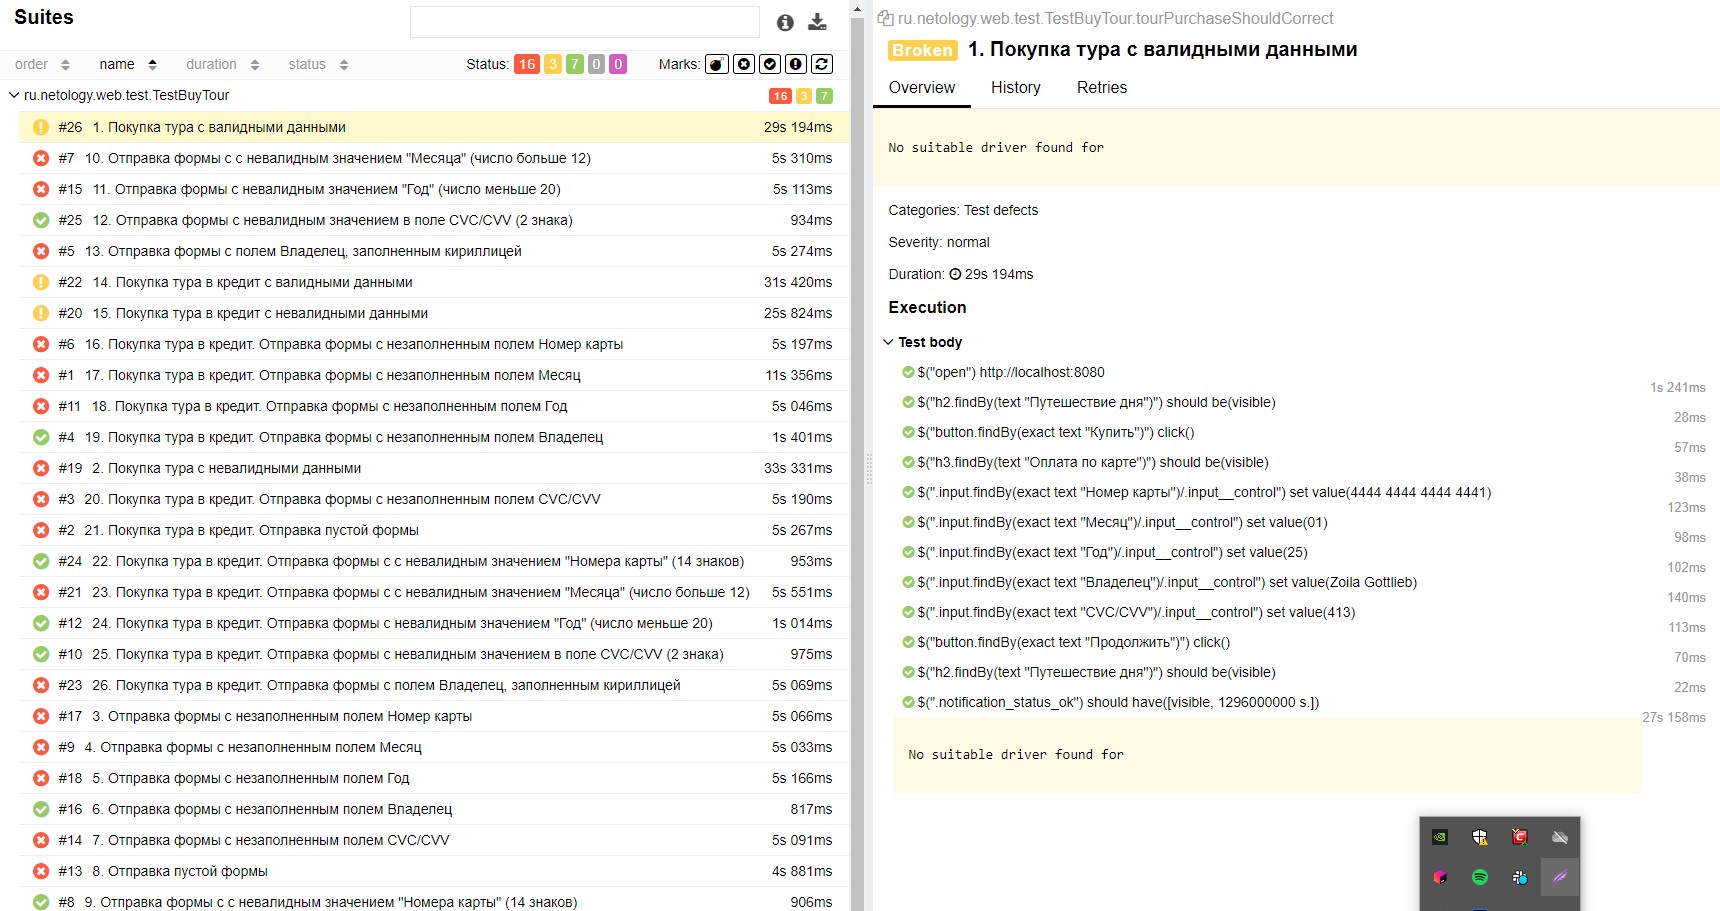 Suites
order name duration status Status: 16 3 7 0 0 Marks:
ru.netology.web.test.TestBuyTour 16 3 7
#26 1. Покупка тура с валидными данными 29s 194ms
#7 10. Отправка формы с с невалидным значением "Месяца" (число больше 12) 5s 310ms
#15 11. Отправка формы с невалидным значением "Год" (число меньше 20) 5s 113ms
#25 12. Отправка формы с невалидным значением в поле CVC/CVV (2 знака) 934ms
#5 13. Отправка формы с полем Владелец, заполненным кириллицей 5s 274ms
#22 14. Покупка тура в кредит с валидными данными 31s 420ms
#20 15. Покупка тура в кредит с невалидными данными 25s 824ms
#6 16. Покупка тура в кредит. Отправка формы с незаполненным полем Номер карты 5s 197ms
#1 17. Покупка тура в кредит. Отправка формы с незаполненным полем Месяц 11s 356ms
#11 18. Покупка тура в кредит. Отправка формы с незаполненным полем Год 5s 046ms
#4 19. Покупка тура в кредит. Отправка формы с незаполненным полем Владелец 1s 401ms
#19 2. Покупка тура с невалидными данными 33s 331ms
#3 20. Покупка тура в кредит. Отправка формы с незаполненным полем CVC/CVV 5s 190ms
#2 21. Покупка тура в кредит. Отправка пустой формы 5s 267ms
#24 22. Покупка тура в кредит. Отправка формы с с невалидным значением "Номера карты" (14 знаков) 953ms
#21 23. Покупка тура в кредит. Отправка формы с с невалидным значением "Месяца" (число больше 12) 5s 551ms
#12 24. Покупка тура в кредит. Отправка формы с невалидным значением "Год" (число меньше 20) 1s 014ms
#10 25. Покупка тура в кредит. Отправка формы с невалидным значением в поле CVC/CVV (2 знака) 975ms
#23 26. Покупка тура в кредит. Отправка формы с полем Владелец, заполненным кириллицей 5s 069ms
#17 3. Отправка формы с незаполненным полем Номер карты 5s 066ms
#9 4. Отправка формы с незаполненным полем Месяц 5s 033ms
#18 5. Отправка формы с незаполненным полем Год 5s 166ms
#16 6. Отправка формы с незаполненным полем Владелец 817ms
#14 7. Отправка формы с незаполненным полем CVC/CVV 5s 091ms
#13 8. Отправка пустой формы 4s 881ms
#8 9. Отправка формы с с невалидным значением "Номера карты" (14 знаков) 906ms
ru.netology.web.test.TestBuyTour.tourPurchaseShouldCorrect
Broken 1. Покупка тура с валидными данными
Overview History Retries
No suitable driver found for
Categories: Test defects
Severity: normal
Duration: 29s 194ms
Execution
Test body
$("open") http://localhost:8080
1s 241ms
$("h2.findBy(text "Путешествие дня")") should be(visible)
28ms
$("button.findBy(exact text "Купить")") click()
57ms
$("h3.findBy(text "Оплата по карте")") should be(visible)
38ms
$(".input.findBy(exact text "Номер карты")/.input__control") set value(4444 4444 4444 4441)
123ms
$(".input.findBy(exact text "Месяц")/.input__control") set value(01)
98ms
$(".input.findBy(exact text "Год")/.input__control") set value(25)
102ms
$(".input.findBy(exact text "Владелец")/.input__control") set value(Zoila Gottlieb)
140ms
$(".input.findBy(exact text "CVC/CVV")/.input__control") set value(413)
113ms
$("button.findBy(exact text "Продолжить")") click()
70ms
$("h2.findBy(text "Путешествие дня")") should be(visible)
22ms
$(".notification_status_ok") should have([visible, 1296000000 s.])
27s 158ms
No suitable driver found for